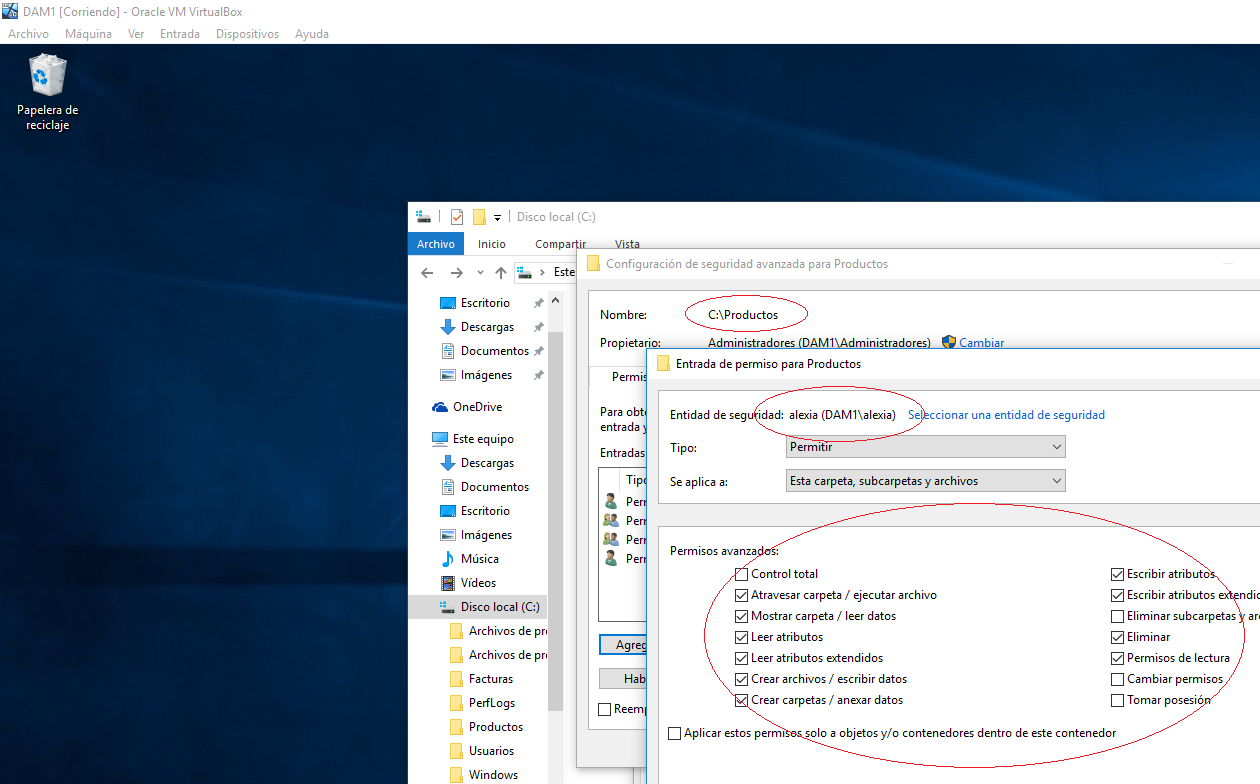 DAM1 [Corriendo] - Oracle VM VirtualBox
Archivo Máquina Ver Entrada Dispositivos Ayuda
Papelera de
reciclaje
Disco local (C:)
Archivo Inicio Compartir Vista
Este
Escritorio
Descargas
Documentos
Imágenes
OneDrive
Este equipo
Descargas
Documentos
Escritorio
Imágenes
Música
Vídeos
Disco local (C:)
Archivos de pr
Archivos de pr
Facturas
PerfLogs
Productos
Usuarios
Windows
Configuración de seguridad avanzada para Productos
Nombre: C:\Productos
Propietario: Administradores (DAM1\Administradores) Cambiar
Permis
Para obt
entrada y
Entradas
Tipo
Perr
Perr
Perr
Perr
Agreg
Hab
Reemp
Entrada de permiso para Productos
Entidad de seguridad: alexia (DAM1\alexia) Seleccionar una entidad de seguridad
Tipo: Permitir
Se aplica a: Esta carpeta, subcarpetas y archivos
Permisos avanzados:
Control total Escribir atributos
Atravesar carpeta / ejecutar archivo Escribir atributos extendid
Mostrar carpeta / leer datos Eliminar subcarpetas y ar
Leer atributos Eliminar
Leer atributos extendidos Permisos de lectura
Crear archivos / escribir datos Cambiar permisos
Crear carpetas / anexar datos Tomar posesión
Aplicar estos permisos solo a objetos y/o contenedores dentro de este contenedor